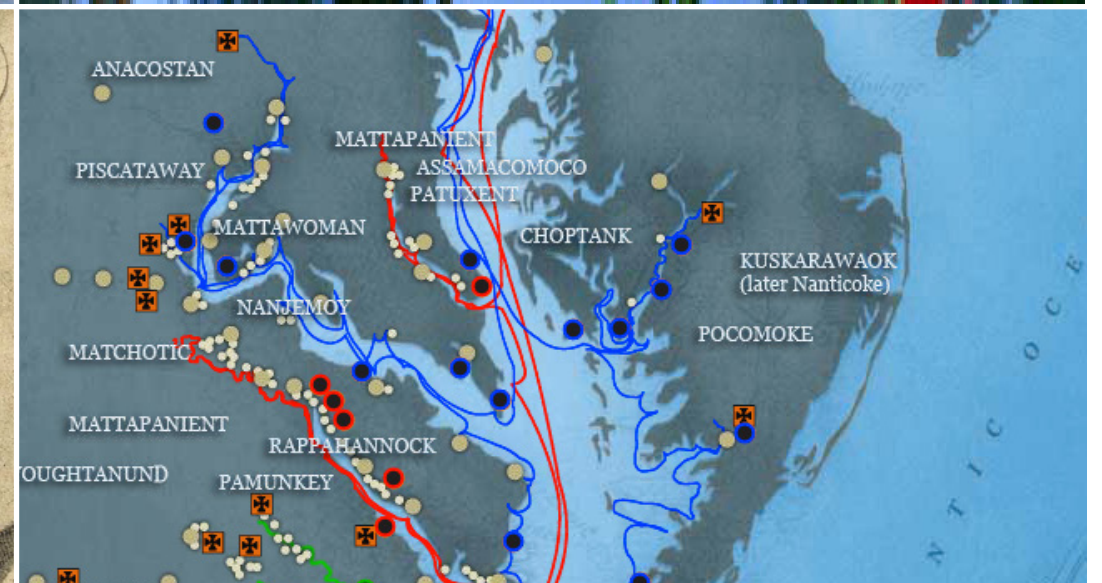 ANACOSTAN
MATTAPANIENT
PISCATAWAY
ASSAMACOMOCO
PATUXENT
MATTAWOMAN
CHOPTANK
KUSKARAWAOK
(later Nanticoke)
NANJEMOY
POCOMOKE
MATCHOTIC
MATTAPANIENT
RAPPAHANNOCK
OUGHTANUND
PAMUNKEY
N T I C O C E